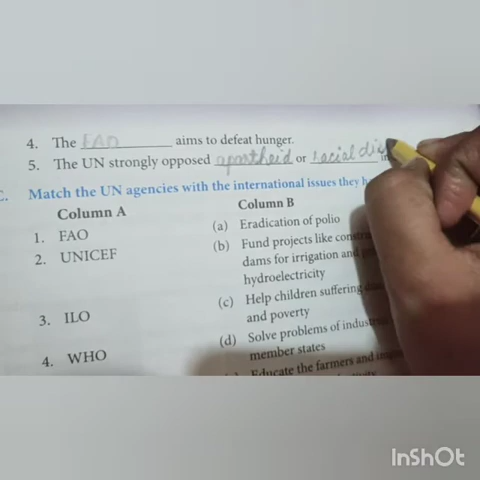 4. The FAO aims to defeat hunger.
5. The UN strongly opposed apartheid or racial dis
C. Match the UN agencies with the international issues they
Column A Column B
1. FAO (a) Eradication of polio
2. UNICEF (b) Fund projects like
dams for irrigation and
hydroelectricity
(c) Help children suffering
and poverty
3. ILO (d) Solve problems of
member states
4. WHO
Educate the farmers and
InShOt